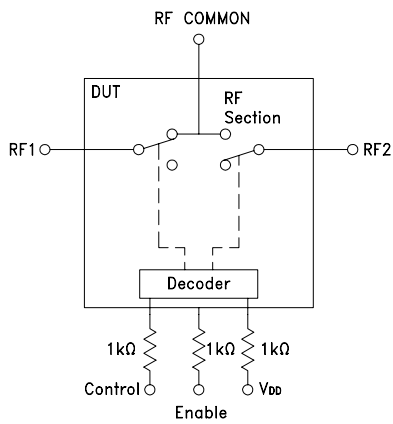 RF COMMON
DUT
RF
Section
RF1
RF2
Decoder
1kΩ
1kΩ
1kΩ
Control
VDD
Enable